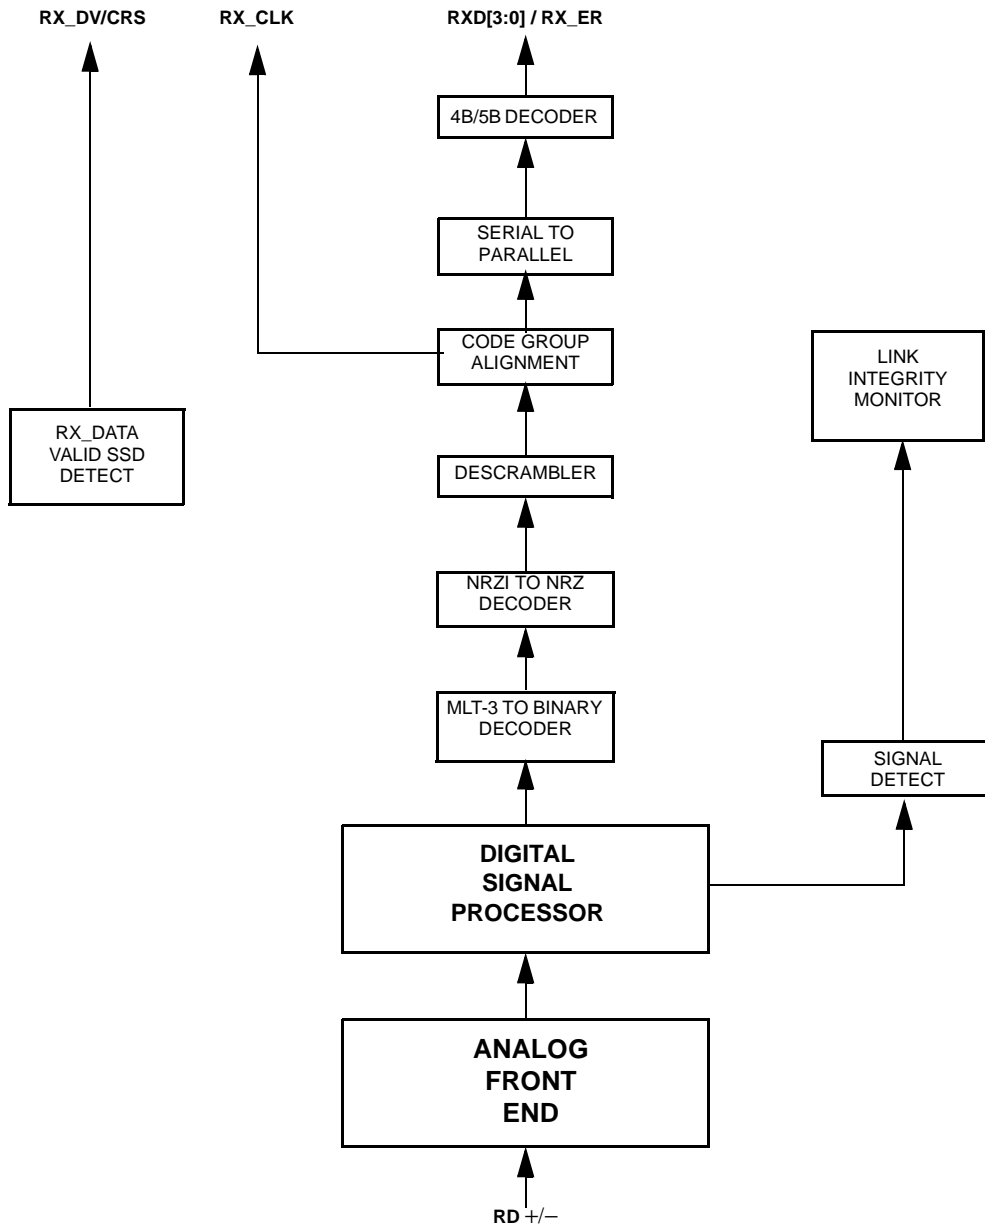 RX_DV/CRS
RX_CLK
RXD[3:0] / RX_ER
4B/5B DECODER
SERIAL TO
PARALLEL
CODE GROUP
ALIGNMENT
LINK
INTEGRITY
MONITOR
RX_DATA
VALID SSD
DETECT
DESCRAMBLER
NRZI TO NRZ
DECODER
MLT-3 TO BINARY
DECODER
SIGNAL
DETECT
DIGITAL
SIGNAL
PROCESSOR
ANALOG
FRONT
END
RD +/−